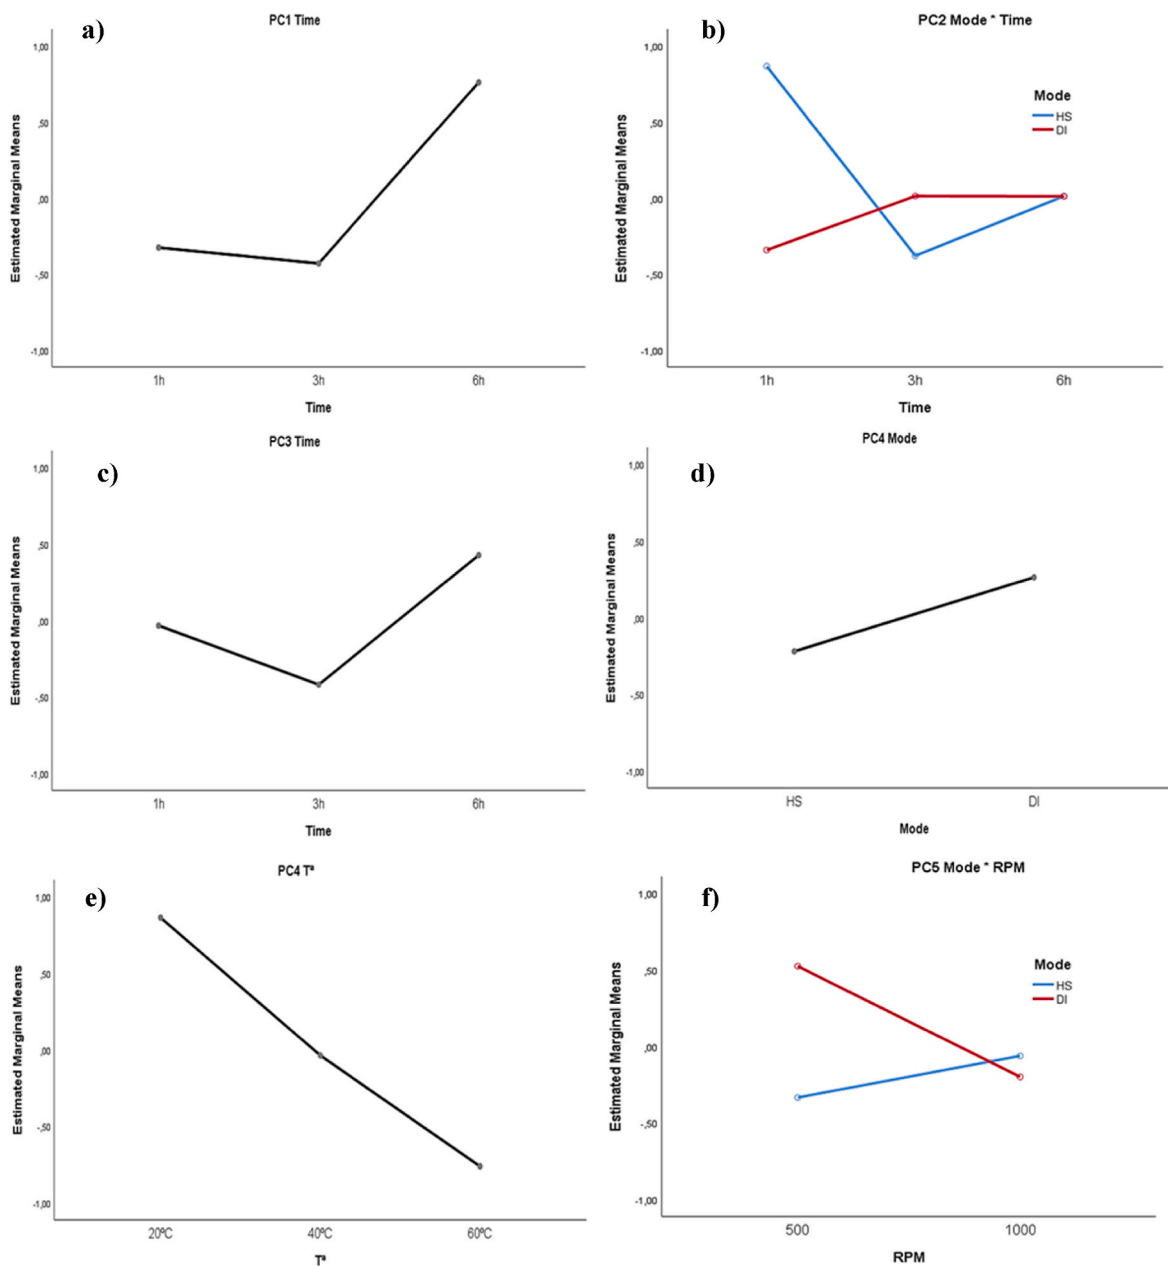 a)
PC1 Time
Estimated Marginal Means
1,00
,50
,00
-,50
-1,00
1h
3h
6h
Time
b)
PC2 Mode * Time
Estimated Marginal Means
1,00
,50
,00
-,50
-1,00
Mode
HS
DI
1h
3h
6h
Time
c)
PC3 Time
Estimated Marginal Means
1,00
,50
,00
-,50
-1,00
1h
3h
6h
Time
d)
PC4 Mode
Estimated Marginal Means
1,00
,50
,00
-,50
-1,00
HS
DI
Mode
e)
PC4 Tª
Estimated Marginal Means
1,00
,50
,00
-,50
-1,00
20ºC
40ºC
60ºC
Tª
f)
PC5 Mode * RPM
Estimated Marginal Means
1,00
,50
,00
-,50
-1,00
Mode
HS
DI
500
1000
RPM